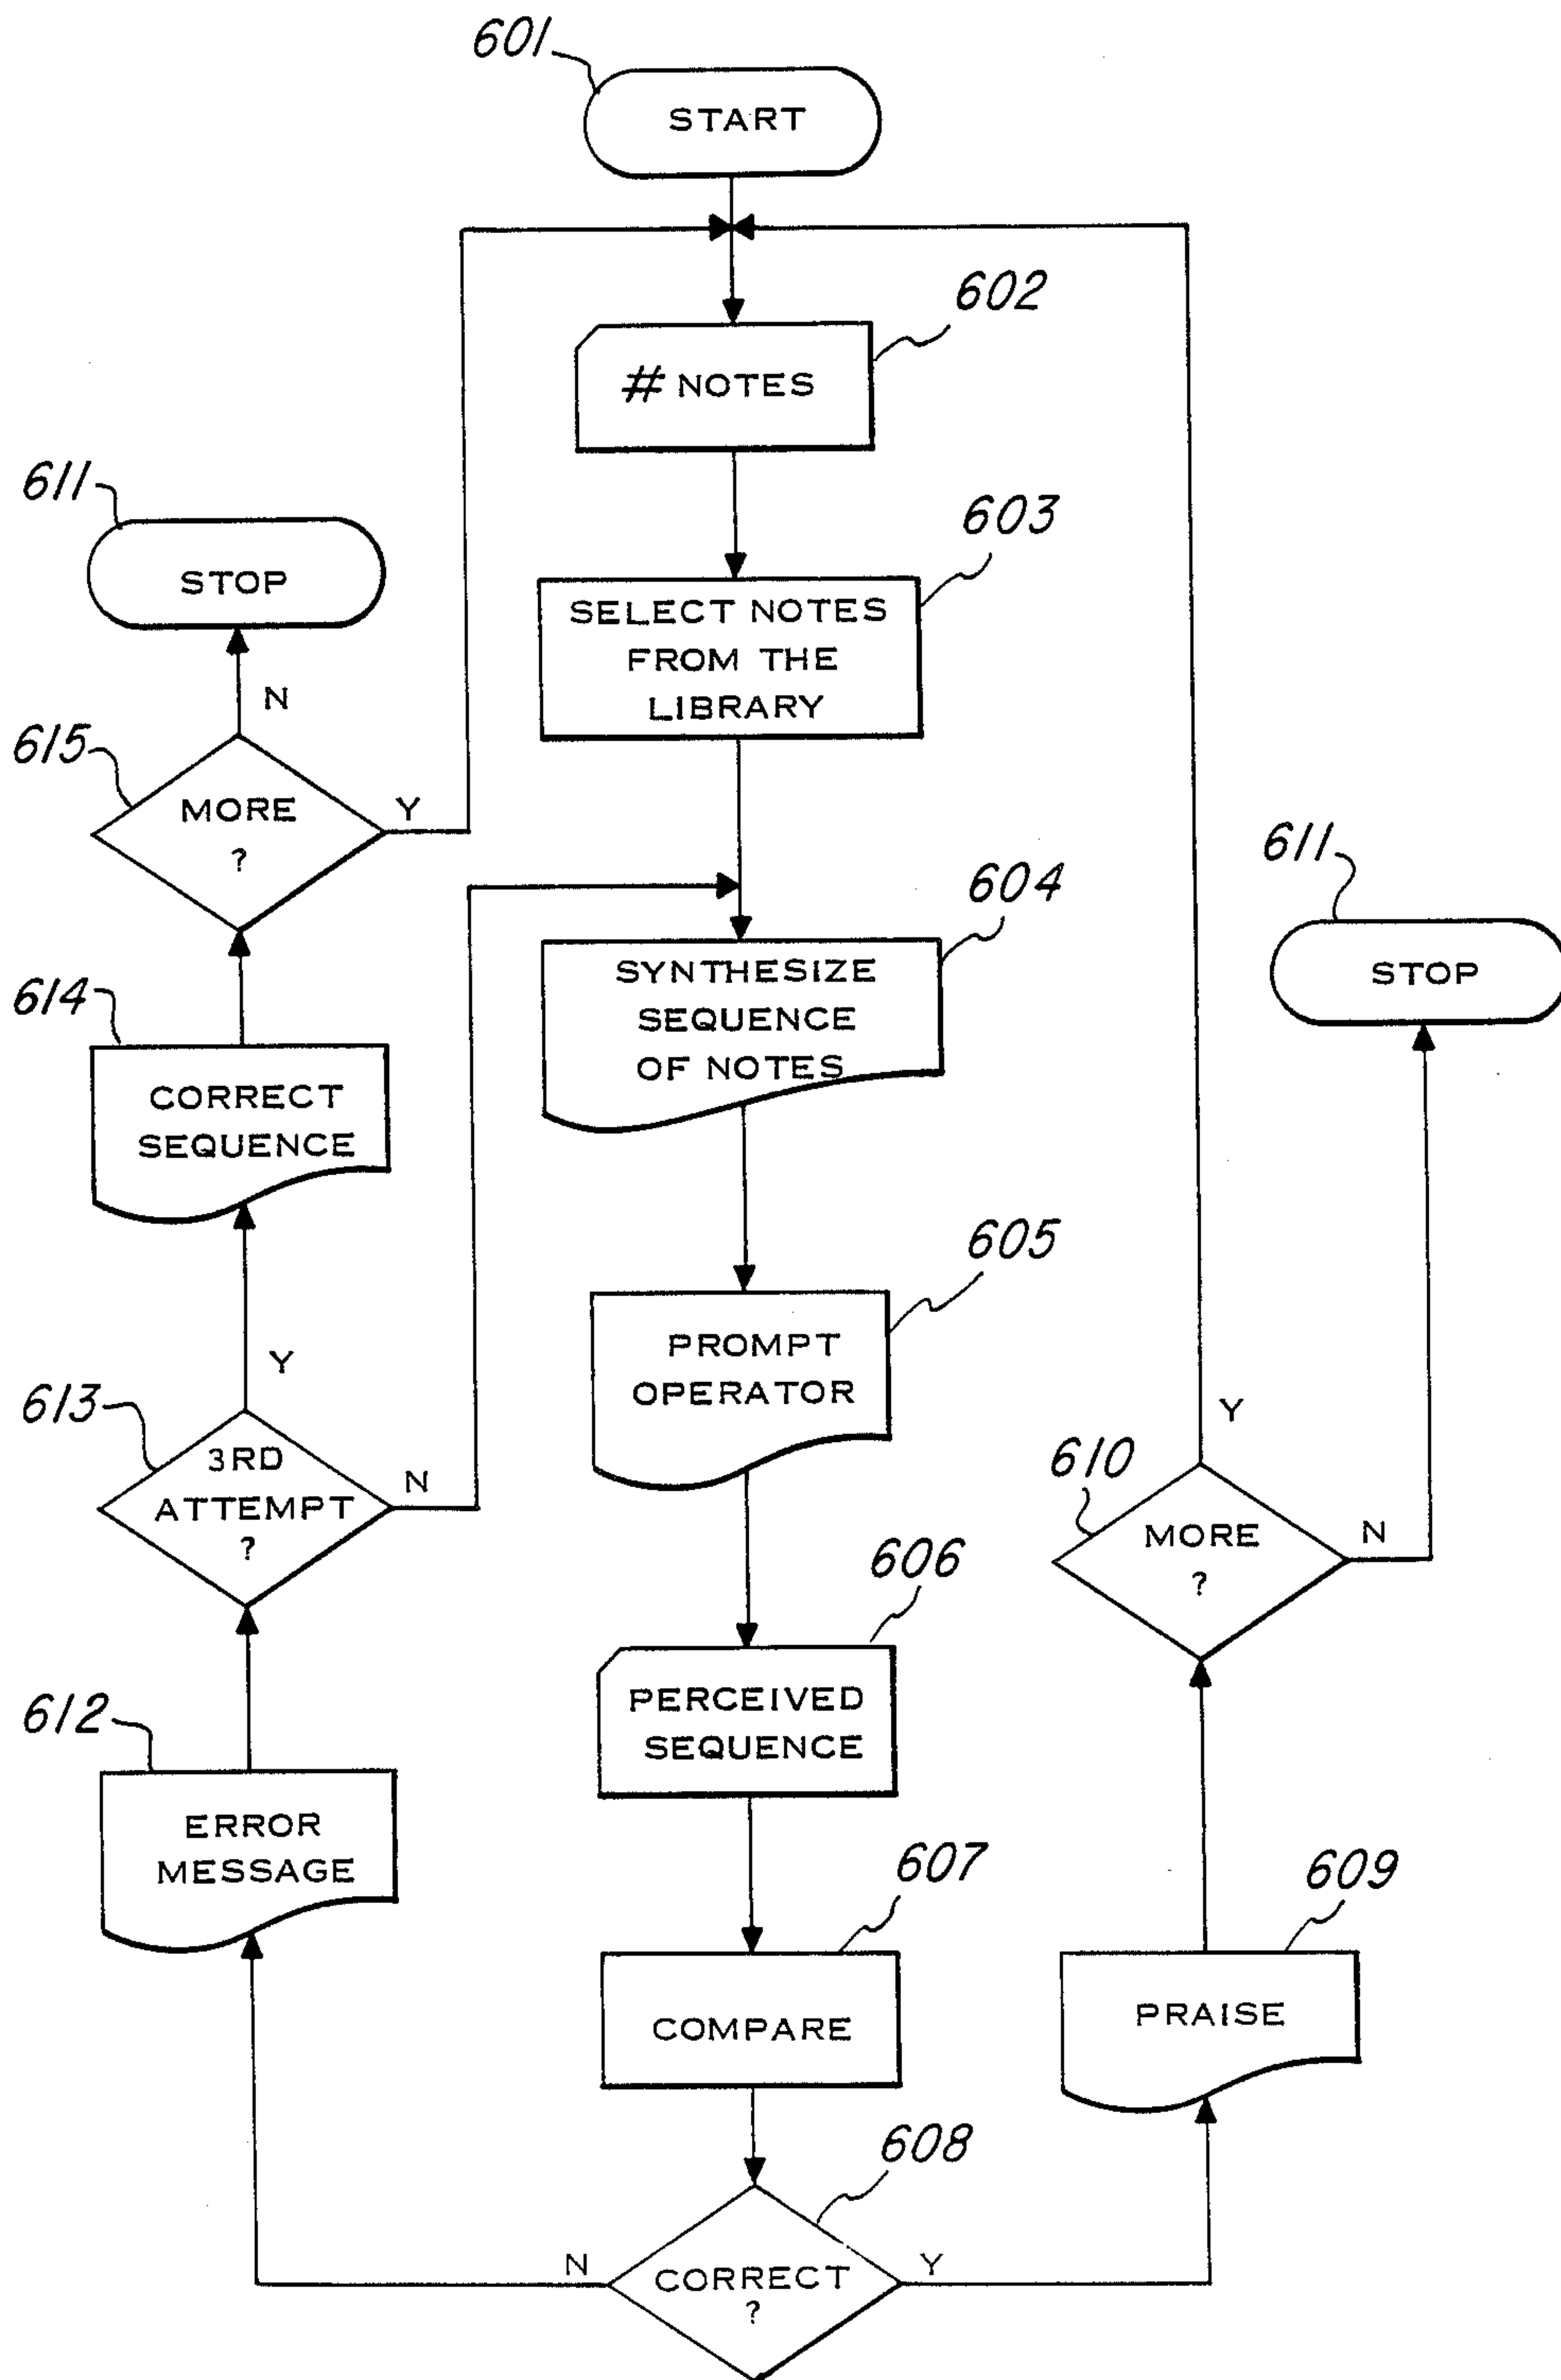 601
START
602
# NOTES
611
STOP
603
SELECT NOTES
FROM THE
LIBRARY
N
615
MORE
?
Y
604
SYNTHESIZE
SEQUENCE
OF NOTES
611
STOP
614
CORRECT
SEQUENCE
605
PROMPT
OPERATOR
Y
613
3RD
ATTEMPT
?
N
Y
610
MORE
?
N
606
PERCEIVED
SEQUENCE
612
ERROR
MESSAGE
607
COMPARE
609
PRAISE
608
N
CORRECT
?
Y